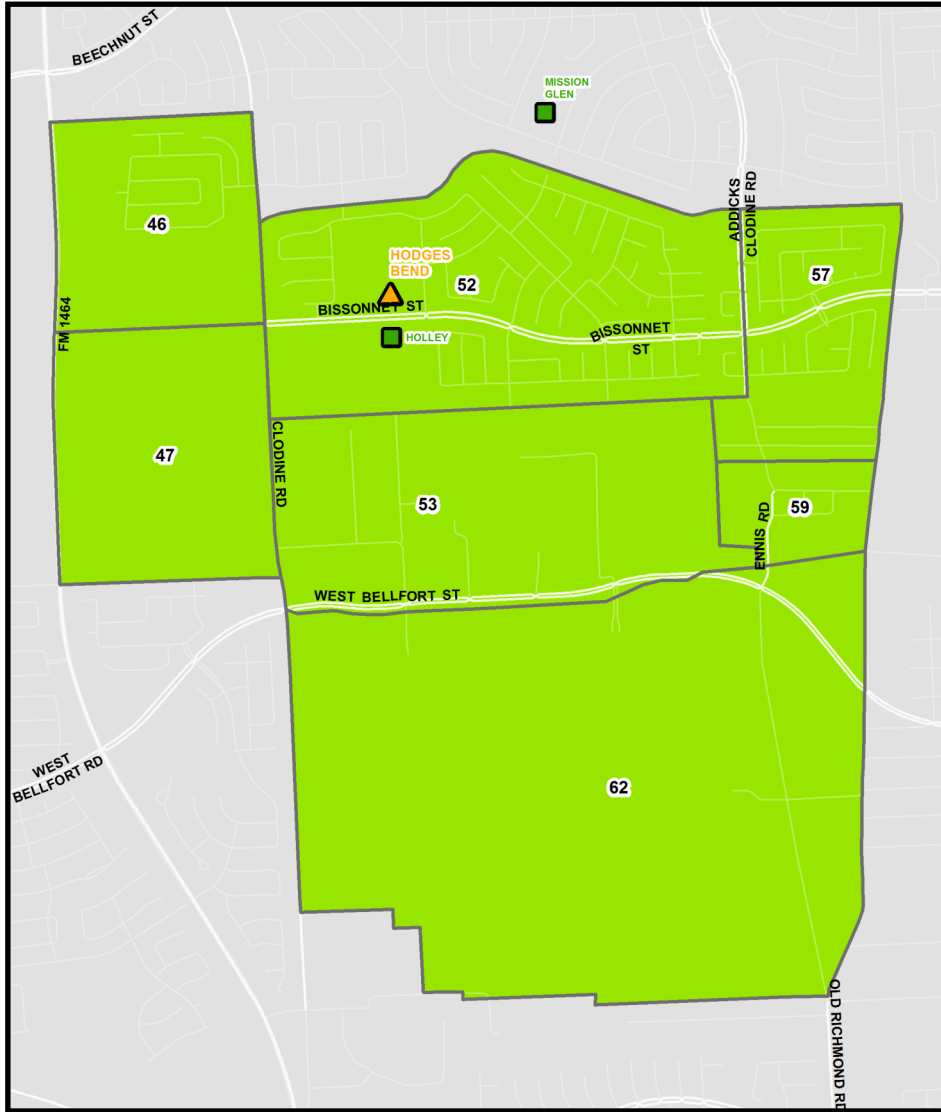 BEECHNUT ST
MISSION
GLEN
ADDICKS
CLODINE RD
46
HODGES
BEND
52
57
BISSONNET ST
BISSONNET
ST
FM 1464
HOLLEY
47
CLODINE RD
53
59
ENNIS RD
WEST BELLFORT ST
WEST
BELLFORT RD
62
OLD RICHMOND RD